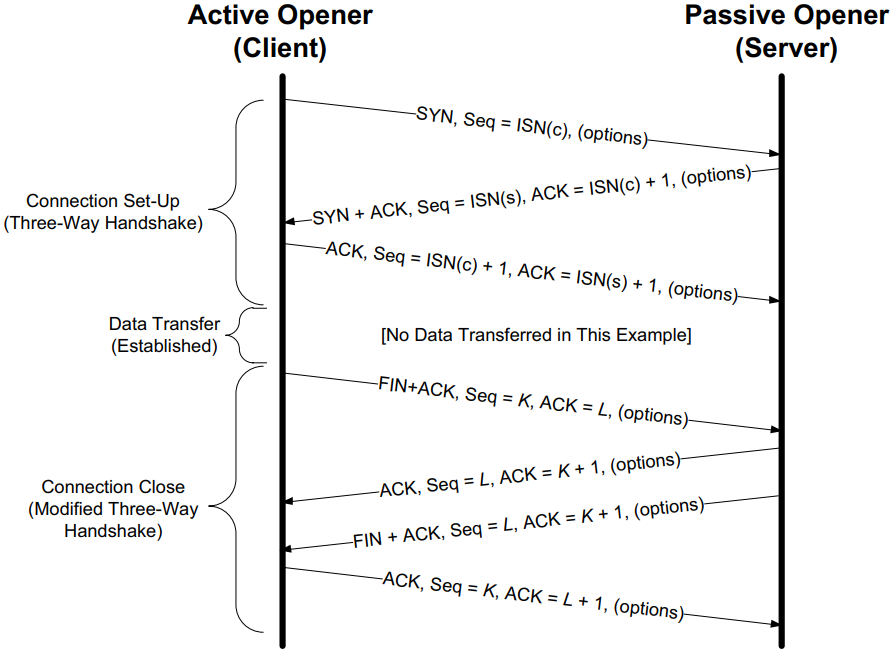 Active Opener
(Client)
Passive Opener
(Server)
SYN, Seq = ISN(c), (options)
SYN + ACK, Seq = ISN(s), ACK = ISN(c) + 1, (options)
Connection Set-Up
(Three-Way Handshake)
ACK, Seq = ISN(c) + 1, ACK = ISN(s) + 1, (options)
Data Transfer
(Established)
[No Data Transferred in This Example]
FIN+ACK, Seq = K, ACK = L, (options)
ACK, Seq = L, ACK = K + 1, (options)
Connection Close
(Modified Three-Way
Handshake)
FIN + ACK, Seq = L, ACK = K + 1, (options)
ACK, Seq = K, ACK = L + 1, (options)